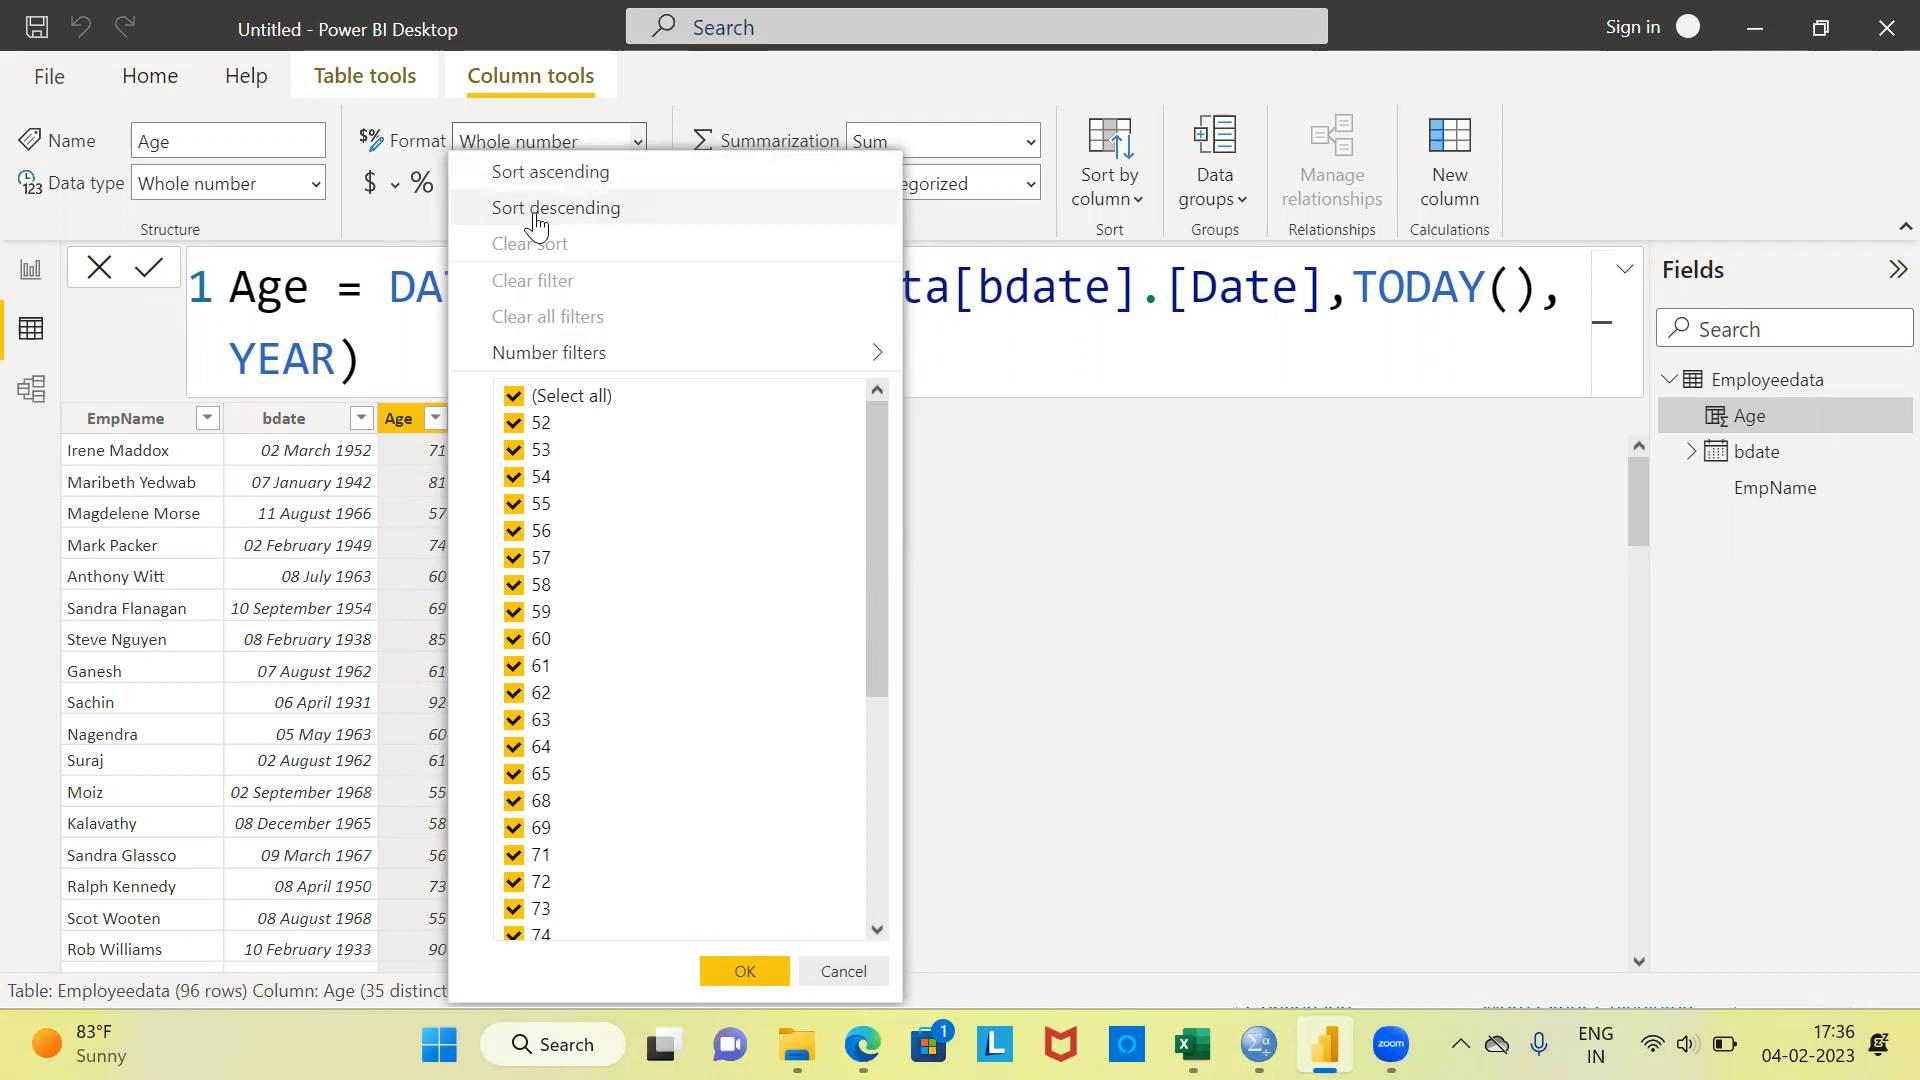 Untitled - Power BI Desktop
Search
Sign in
File
Home
Help
Table tools
Column tools
Name
Age
Format
Whole number
Summarization
Sum
Data type
Whole number
$ %
egorized
Structure
Sort by
column
Sort
Data
groups
Groups
Manage
relationships
Relationships
New
column
Calculations
Sort ascending
Sort descending
Clear sort
Clear filter
Clear all filters
Number filters
(Select all)
52
53
54
55
56
57
58
59
60
61
62
63
64
65
68
69
71
72
73
74
OK
Cancel
1 Age = DA
ta[bdate].[Date],TODAY(),
YEAR)
EmpName bdate Age
Irene Maddox 02 March 1952 71
Maribeth Yedwab 07 January 1942 81
Magdelene Morse 11 August 1966 57
Mark Packer 02 February 1949 74
Anthony Witt 08 July 1963 60
Sandra Flanagan 10 September 1954 69
Steve Nguyen 08 February 1938 85
Ganesh 07 August 1962 61
Sachin 06 April 1931 92
Nagendra 05 May 1963 60
Suraj 02 August 1962 61
Moiz 02 September 1968 55
Kalavathy 08 December 1965 58
Sandra Glassco 09 March 1967 56
Ralph Kennedy 08 April 1950 73
Scot Wooten 08 August 1968 55
Rob Williams 10 February 1933 90
Table: Employeedata (96 rows) Column: Age (35 distinct
Fields
Search
Employeedata
Age
bdate
EmpName
83°F
Sunny
Search
1
L
zoom
ENG
IN
17:36
04-02-2023